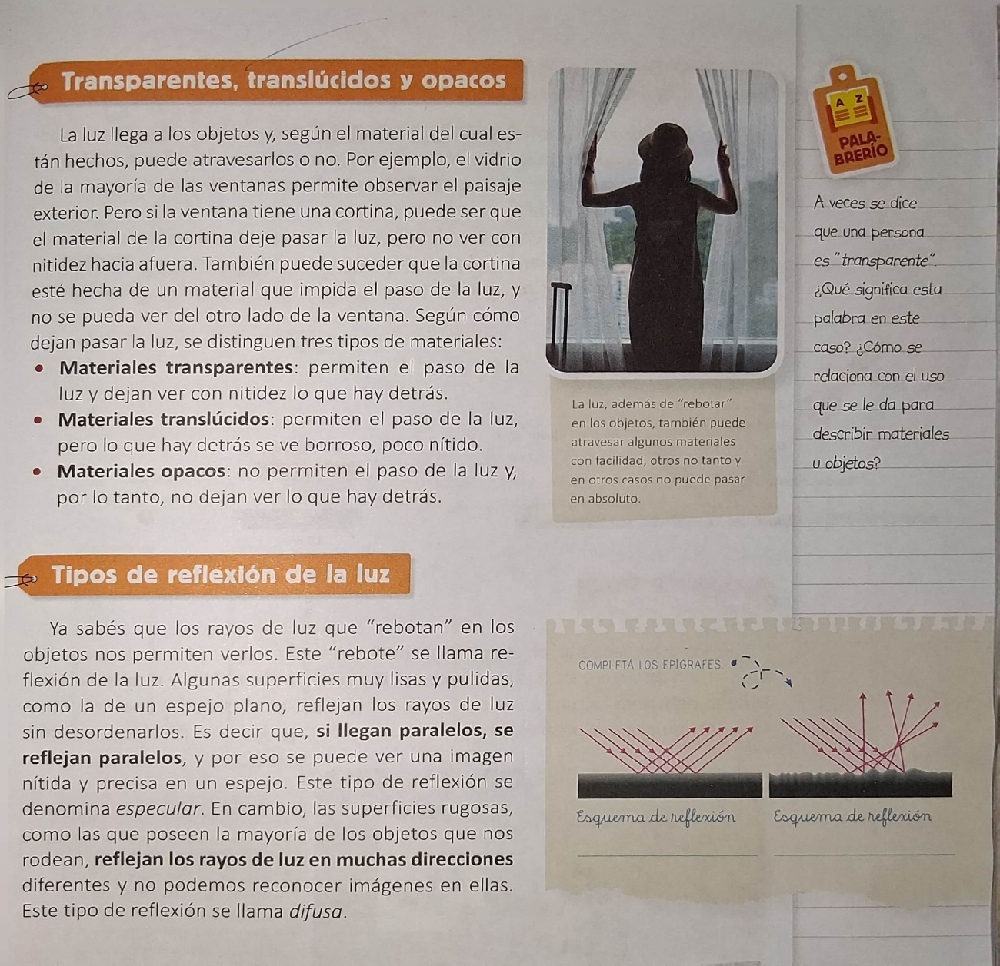 Transparentes, translúcidos y opacos
La luz llega a los objetos y, según el material del cual es-
tán hechos, puede atravesarlos o no. Por ejemplo, el vidrio
de la mayoría de las ventanas permite observar el paisaje
exterior. Pero si la ventana tiene una cortina, puede ser que
el material de la cortina deje pasar la luz, pero no ver con
nitidez hacia afuera. También puede suceder que la cortina
esté hecha de un material que impida el paso de la luz, y
no se pueda ver del otro lado de la ventana. Según cómo
dejan pasar la luz, se distinguen tres tipos de materiales:
• Materiales transparentes: permiten el paso de la
luz y dejan ver con nitidez lo que hay detrás.
• Materiales translúcidos: permiten el paso de la luz,
pero lo que hay detrás se ve borroso, poco nítido.
• Materiales opacos: no permiten el paso de la luz y,
por lo tanto, no dejan ver lo que hay detrás.
La luz, además de “rebotar”
en los objetos, también puede
atravesar algunos materiales
con facilidad, otros no tanto y
en otros casos no puede pasar
en absoluto.
A Z
PALA-
BRERÍO
A veces se dice
que una persona
es "transparente".
¿Qué significa esta
palabra en este
caso? ¿Cómo se
relaciona con el uso
que se le da para
describir materiales
u objetos?
Tipos de reflexión de la luz
Ya sabés que los rayos de luz que “rebotan” en los
objetos nos permiten verlos. Este “rebote” se llama re-
flexión de la luz. Algunas superficies muy lisas y pulidas,
como la de un espejo plano, reflejan los rayos de luz
sin desordenarlos. Es decir que, si llegan paralelos, se
reflejan paralelos, y por eso se puede ver una imagen
nítida y precisa en un espejo. Este tipo de reflexión se
denomina especular. En cambio, las superficies rugosas,
como las que poseen la mayoría de los objetos que nos
rodean, reflejan los rayos de luz en muchas direcciones
diferentes y no podemos reconocer imágenes en ellas.
Este tipo de reflexión se llama difusa.
COMPLETÁ LOS EPÍGRAFES.
Esquema de reflexión
Esquema de reflexión